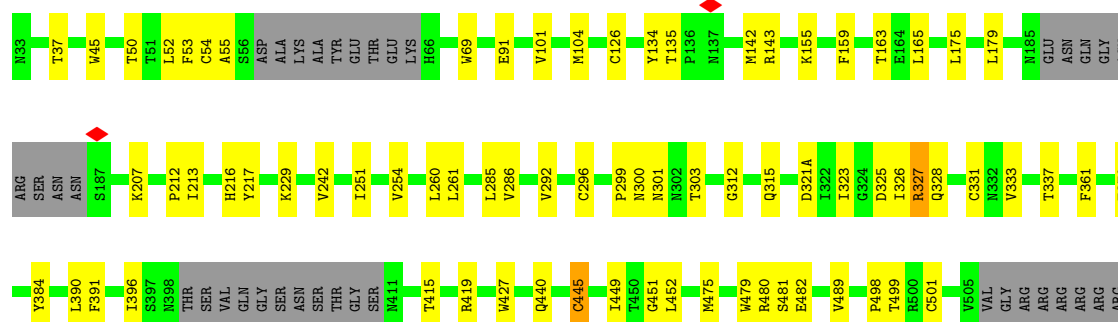 N33 T37 W45 T50 T51 L52 F53 C54 A55 S56 ASP ALA LYS ALA TYR GLU THR GLU LYS H66 W69 E91 V101 M104 C126 Y134 T135 P136 N137 M142 R143 K155 F159 T163 E164 L165 L175 L179 N185 GLU ASN GLN GLY
ARG SER ASN ASN S187 K207 P212 I213 H216 Y217 K229 V242 I251 V254 L260 L261 L285 V286 V292 C296 P299 N300 N301 N302 T303 G312 Q315 D321A I322 I323 G324 D325 I326 R327 Q328 C331 N332 V333 T337 F361
Y384 L390 F391 I396 S397 N398 THR SER VAL GLN GLY SER ASN SER THR GLY SER N411 T415 R419 W427 Q440 C445 I449 T450 G451 L452 M475 W479 R480 S481 E482 V489 P498 T499 R500 C501 V505 VAL GLY ARG ARG ARG ARG ARG